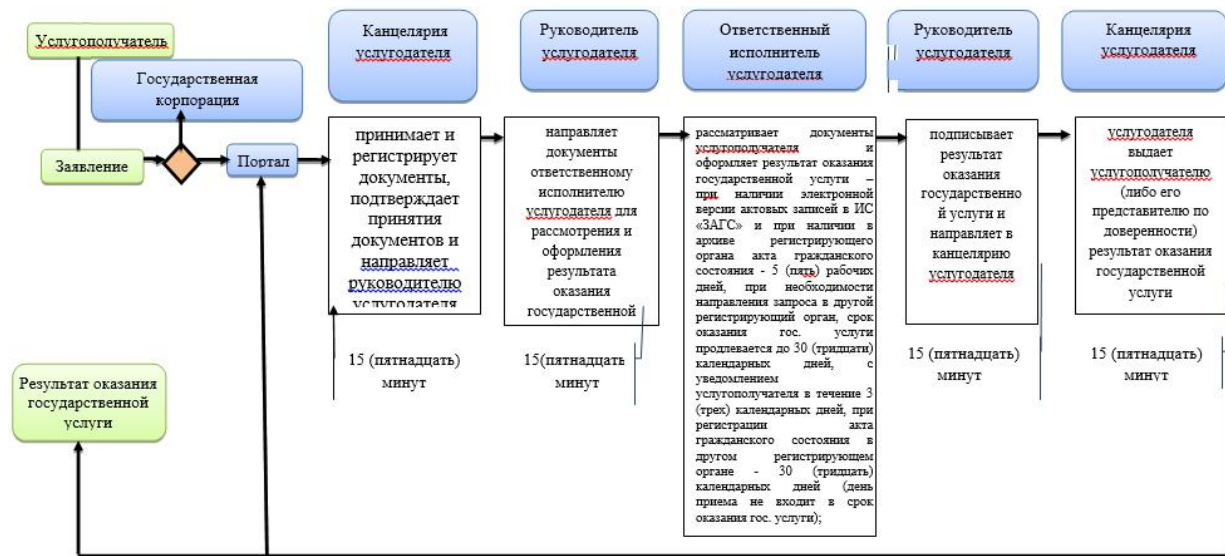 Услугополучатель
Государственная
корпорация
Заявление
Портал
Результат оказания
государственной
услуги
Канцелярия
услугодателя
принимает и
регистрирует
документы,
подтверждает
принятия
документов и
направляет
руководителю
услугодателя
15 (пятнадцать)
минут
Руководитель
услугодателя
направляет
документы
ответственному
исполнителю
услугодателя для
рассмотрения и
оформления
результата
оказания
государственной
15(пятнадцать
минут
Ответственный
исполнитель
услугодателя
рассматривает документы
услугополучателя и
оформляет результат оказания
государственной услуги –
при наличии электронной
версии актовых записей в ИС
«ЗАГС» и при наличии в
архиве регистрирующего
органа акта гражданского
состояния - 5 (пять) рабочих
дней, при необходимости
направления запроса в другой
регистрирующий орган, срок
оказания гос. услуги
продлевается до 30 (тридцати)
календарных дней, с
уведомлением
услугополучателя в течение 3
(трех) календарных дней, при
регистрации акта
гражданского состояния в
другом регистрирующем
органе - 30 (тридцать)
календарных дней (день
приема не входит в срок
оказания гос. услуги);
Руководитель
услугодателя
подписывает
результат
оказания
государственно
й услуги и
направляет в
канцелярию
услугодателя
15 (пятнадцать)
минут
Канцелярия
услугодателя
услугодателя
выдает
услугополучателю
(либо его
представителю по
доверенности)
результат оказания
государственной
услуги
15 (пятнадцать)
минут